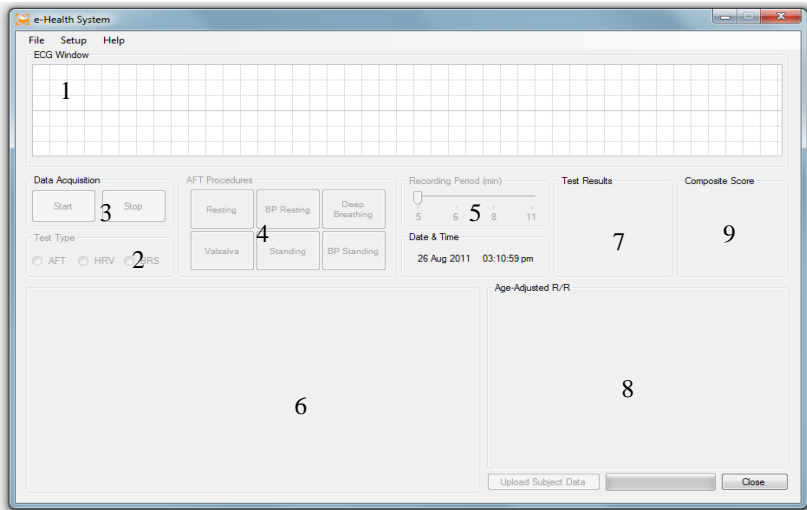 e-Health System
File Setup Help
ECG Window
1
Data Acquisition
Start Stop
3
Test Type
AFT HRV BRS
2
AFT Procedures
Resting BP Resting Deep Breathing
4
Valsalva Standing BP Standing
Recording Period (min)
5 6 8 11
5
Date & Time
26 Aug 2011 03:10:59 pm
Test Results
7
Composite Score
9
6
Age-Adjusted R/R
8
Upload Subject Data Close